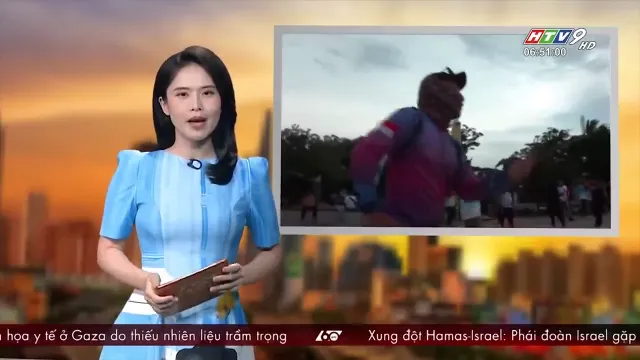 HTV9 HD
06:51:00
n họa y tế ở Gaza do thiếu nhiên liệu trầm trọng 60 Xung đột Hamas-Israel: Phái đoàn Israel gặp